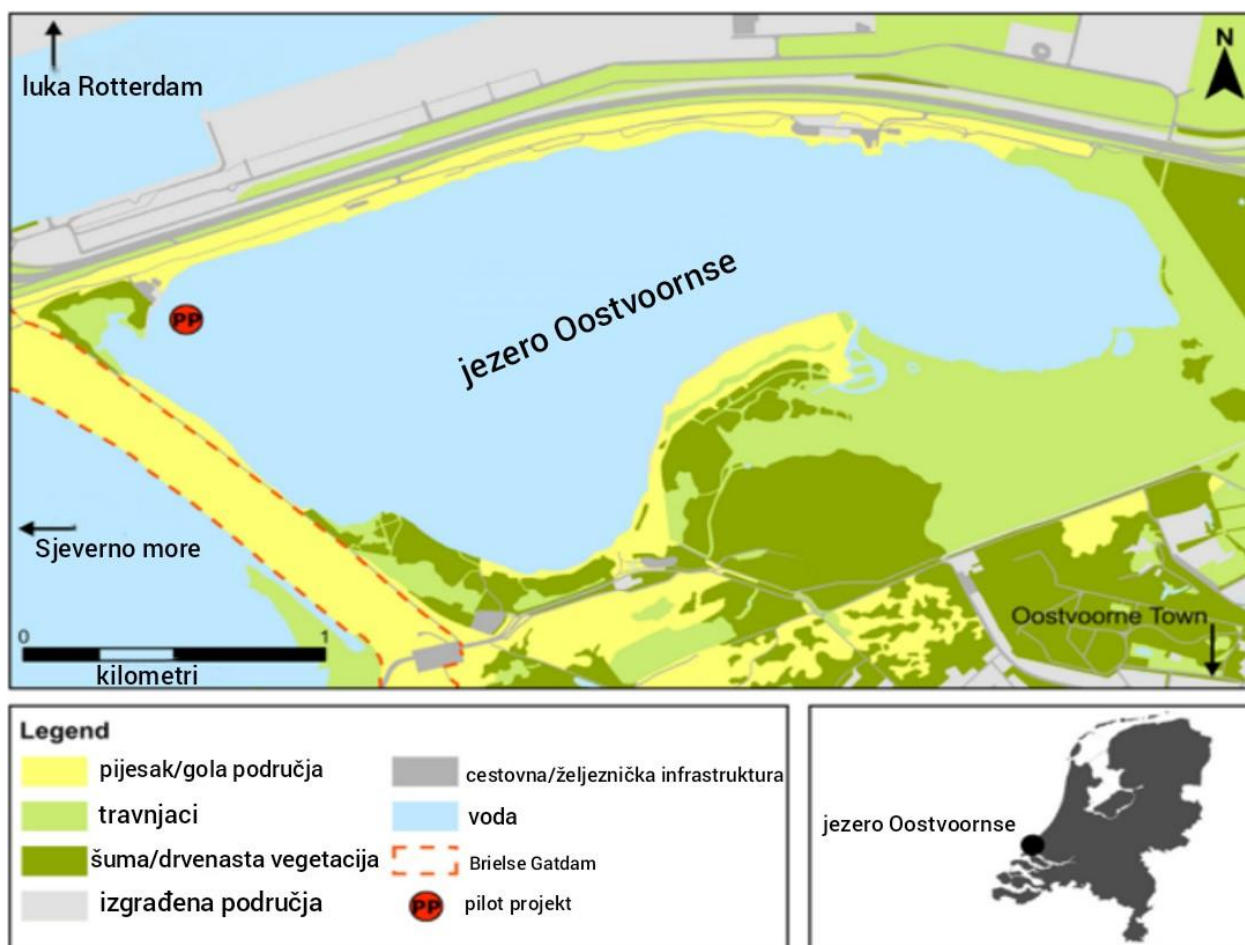 luka Rotterdam
N
jezero Oostvoornse
PP
Sjeverno more
Oostvoorne Town
0 1
kilometri
Legend
pijesak/gola područja
travnjaci
šuma/drvenasta vegetacija
izgrađena područja
cestovna/željeznička infrastruktura
voda
Brielse Gatdam
PP pilot projekt
jezero Oostvoornse